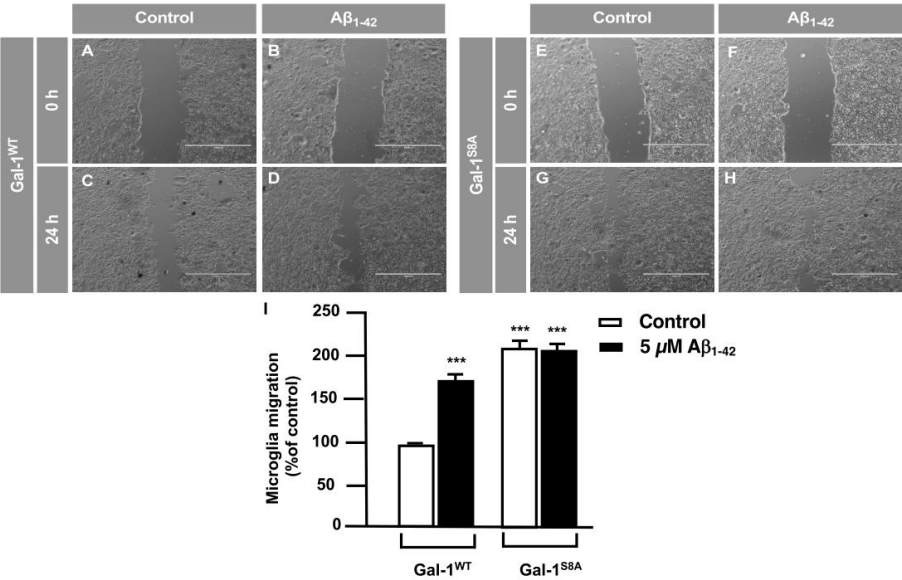 Control
Aβ1-42
Gal-1WT
0 h
24 h
A
B
C
D
Control
Aβ1-42
Gal-1S8A
0 h
24 h
E
F
G
H
I
Microglia migration
(%of control)
250
200
150
100
50
0
***
***
***
Control
5 µM Aβ1-42
Gal-1WT
Gal-1S8A